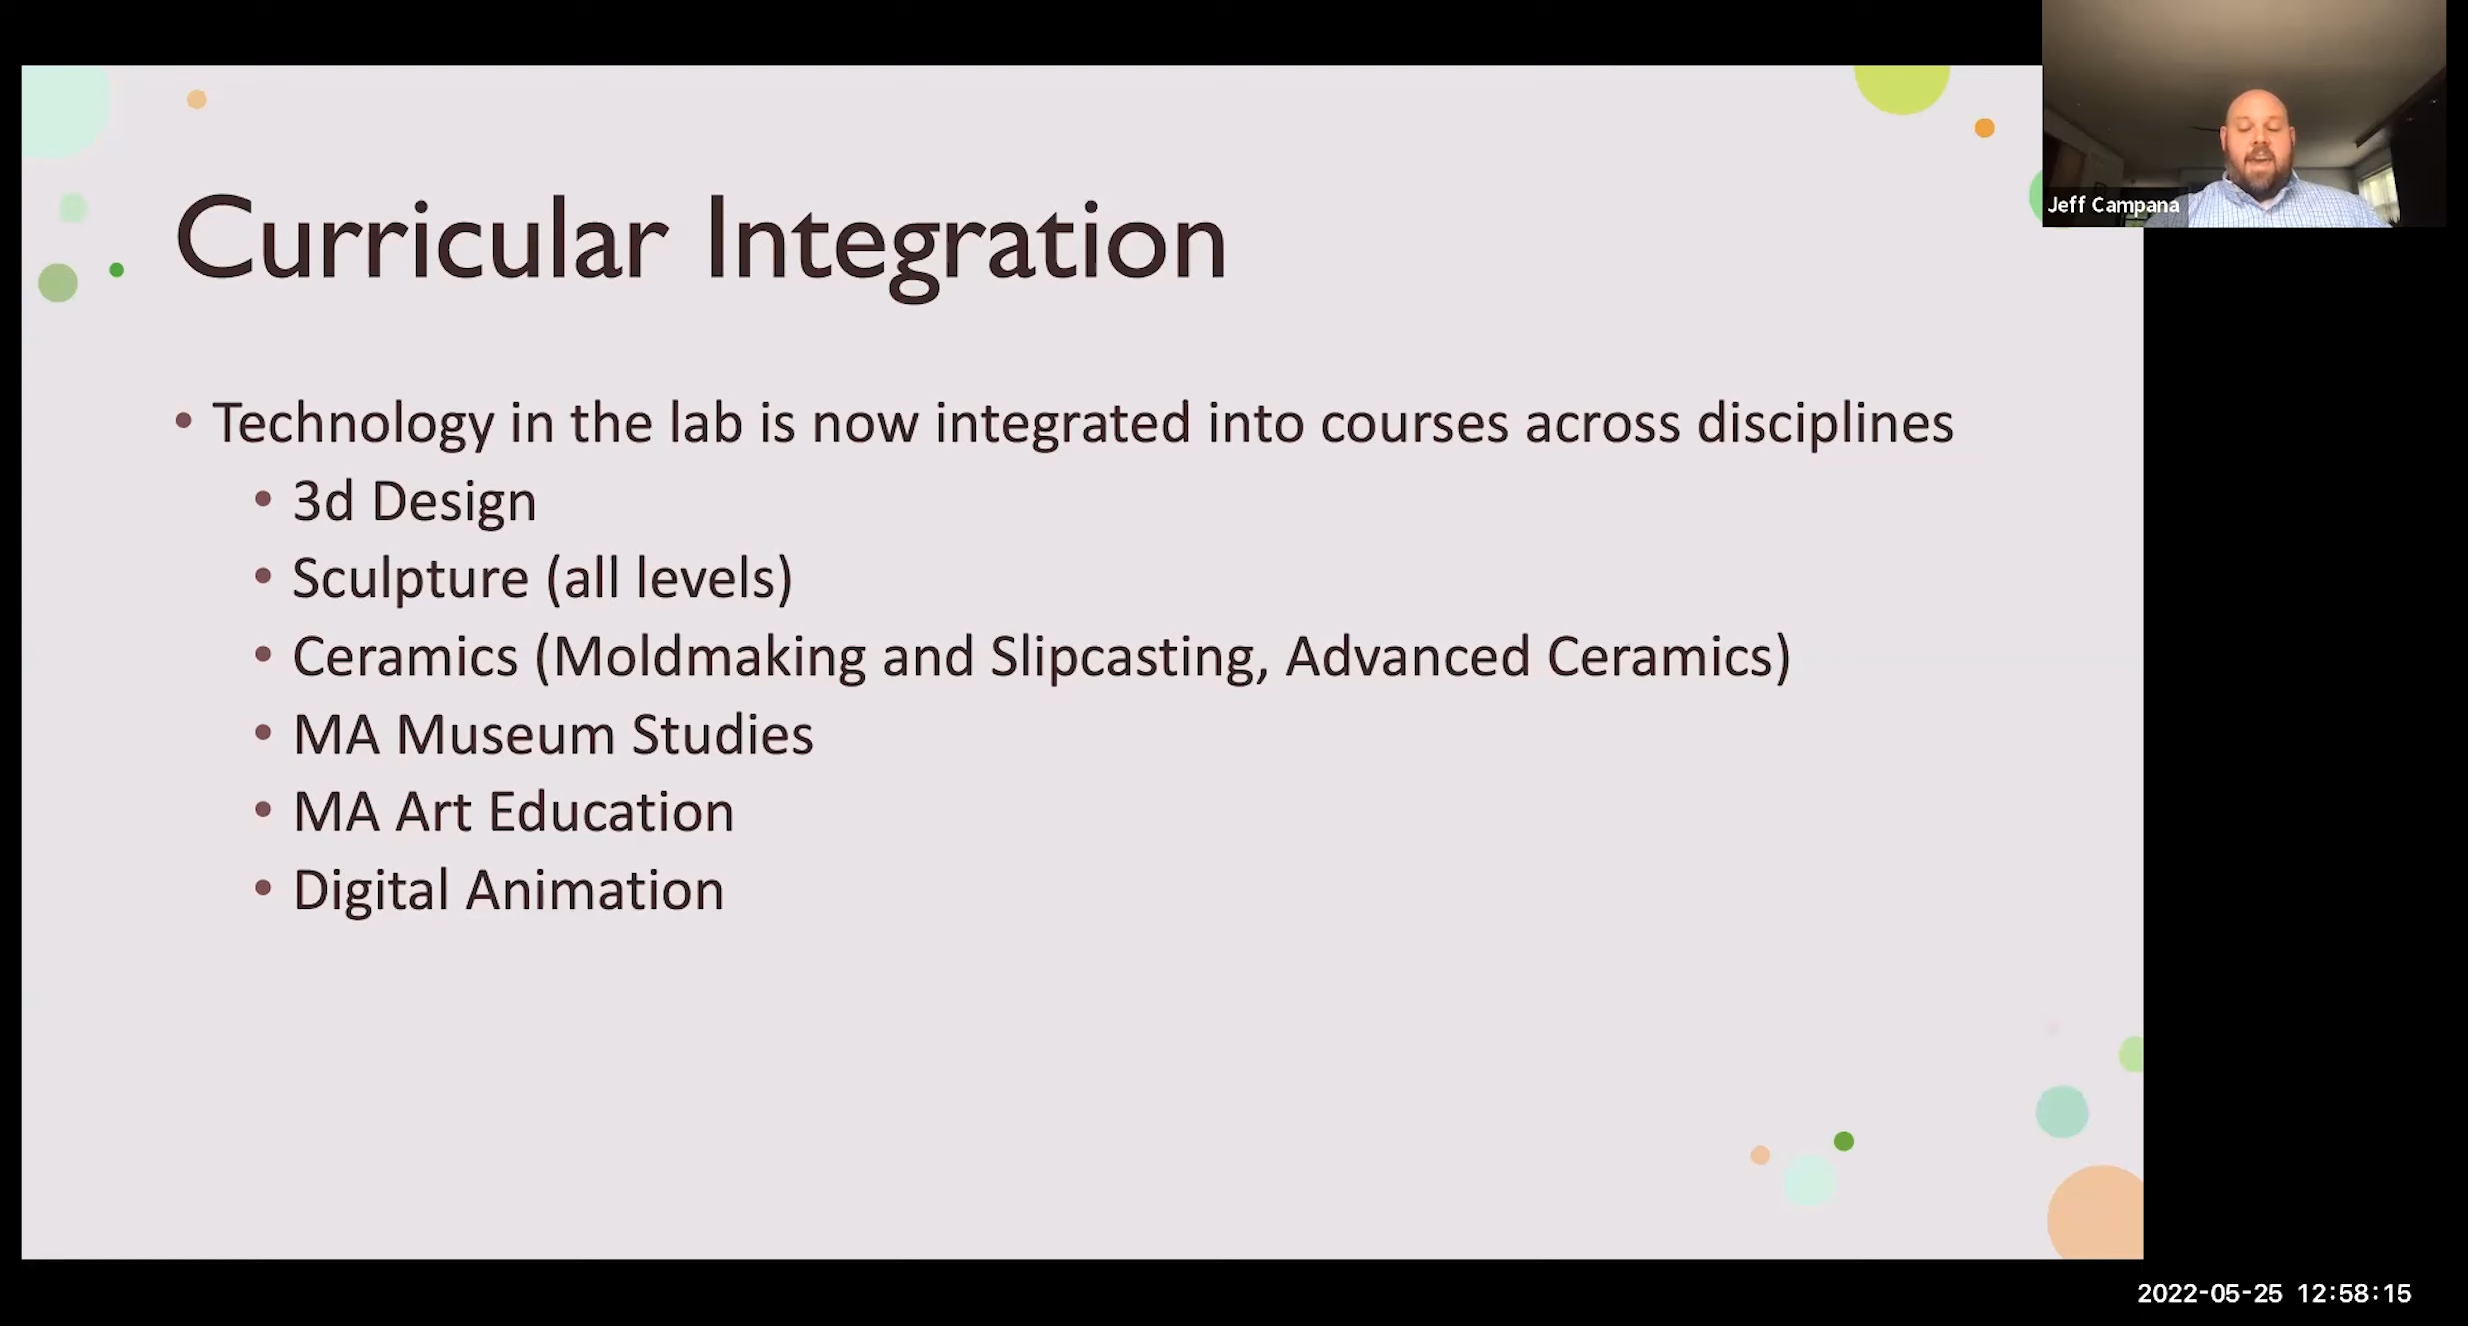 Jeff Campana
Curricular Integration
• Technology in the lab is now integrated into courses across disciplines
• 3d Design
• Sculpture (all levels)
• Ceramics (Moldmaking and Slipcasting, Advanced Ceramics)
• MA Museum Studies
• MA Art Education
• Digital Animation
2022-05-25 12:58:15